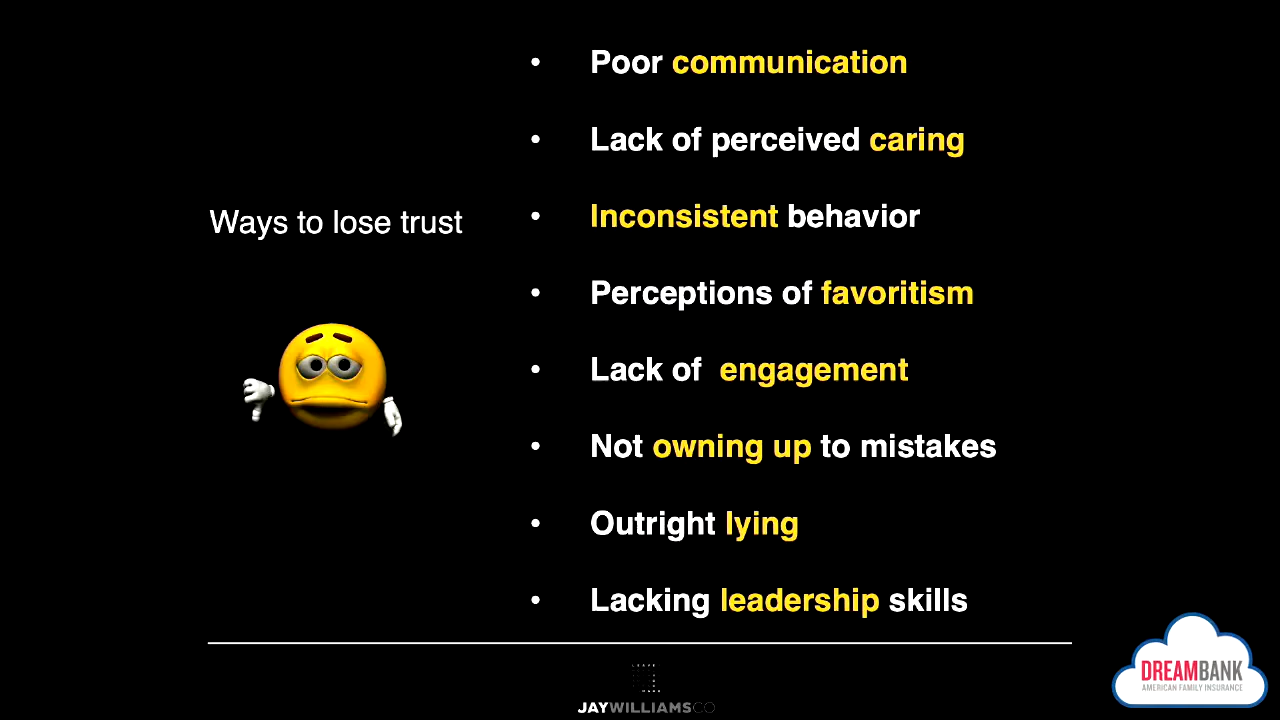 Ways to lose trust
• Poor communication
• Lack of perceived caring
• Inconsistent behavior
• Perceptions of favoritism
• Lack of  engagement
• Not owning up to mistakes
• Outright lying
• Lacking leadership skills
JAYWILLIAMSCO
DREAMBANK
AMERICAN FAMILY INSURANCE